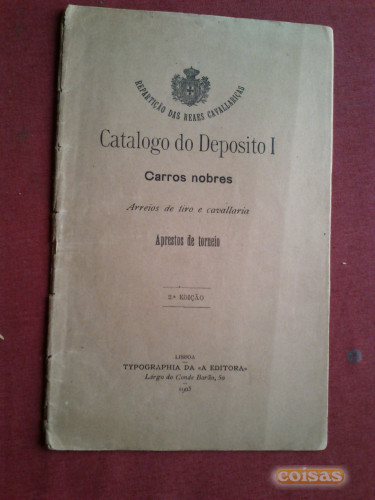 REPARTIÇÃO DAS REAES CAVALLARIÇAS
Catalogo do Deposito I
Carros nobres
Arreios de tiro e cavallaria
Aprestos de torneio
2.ª EDIÇÃO
LISBOA
TYPOGRAPHIA DA «A EDITORA»
Largo do Conde Barão, 50
coisas